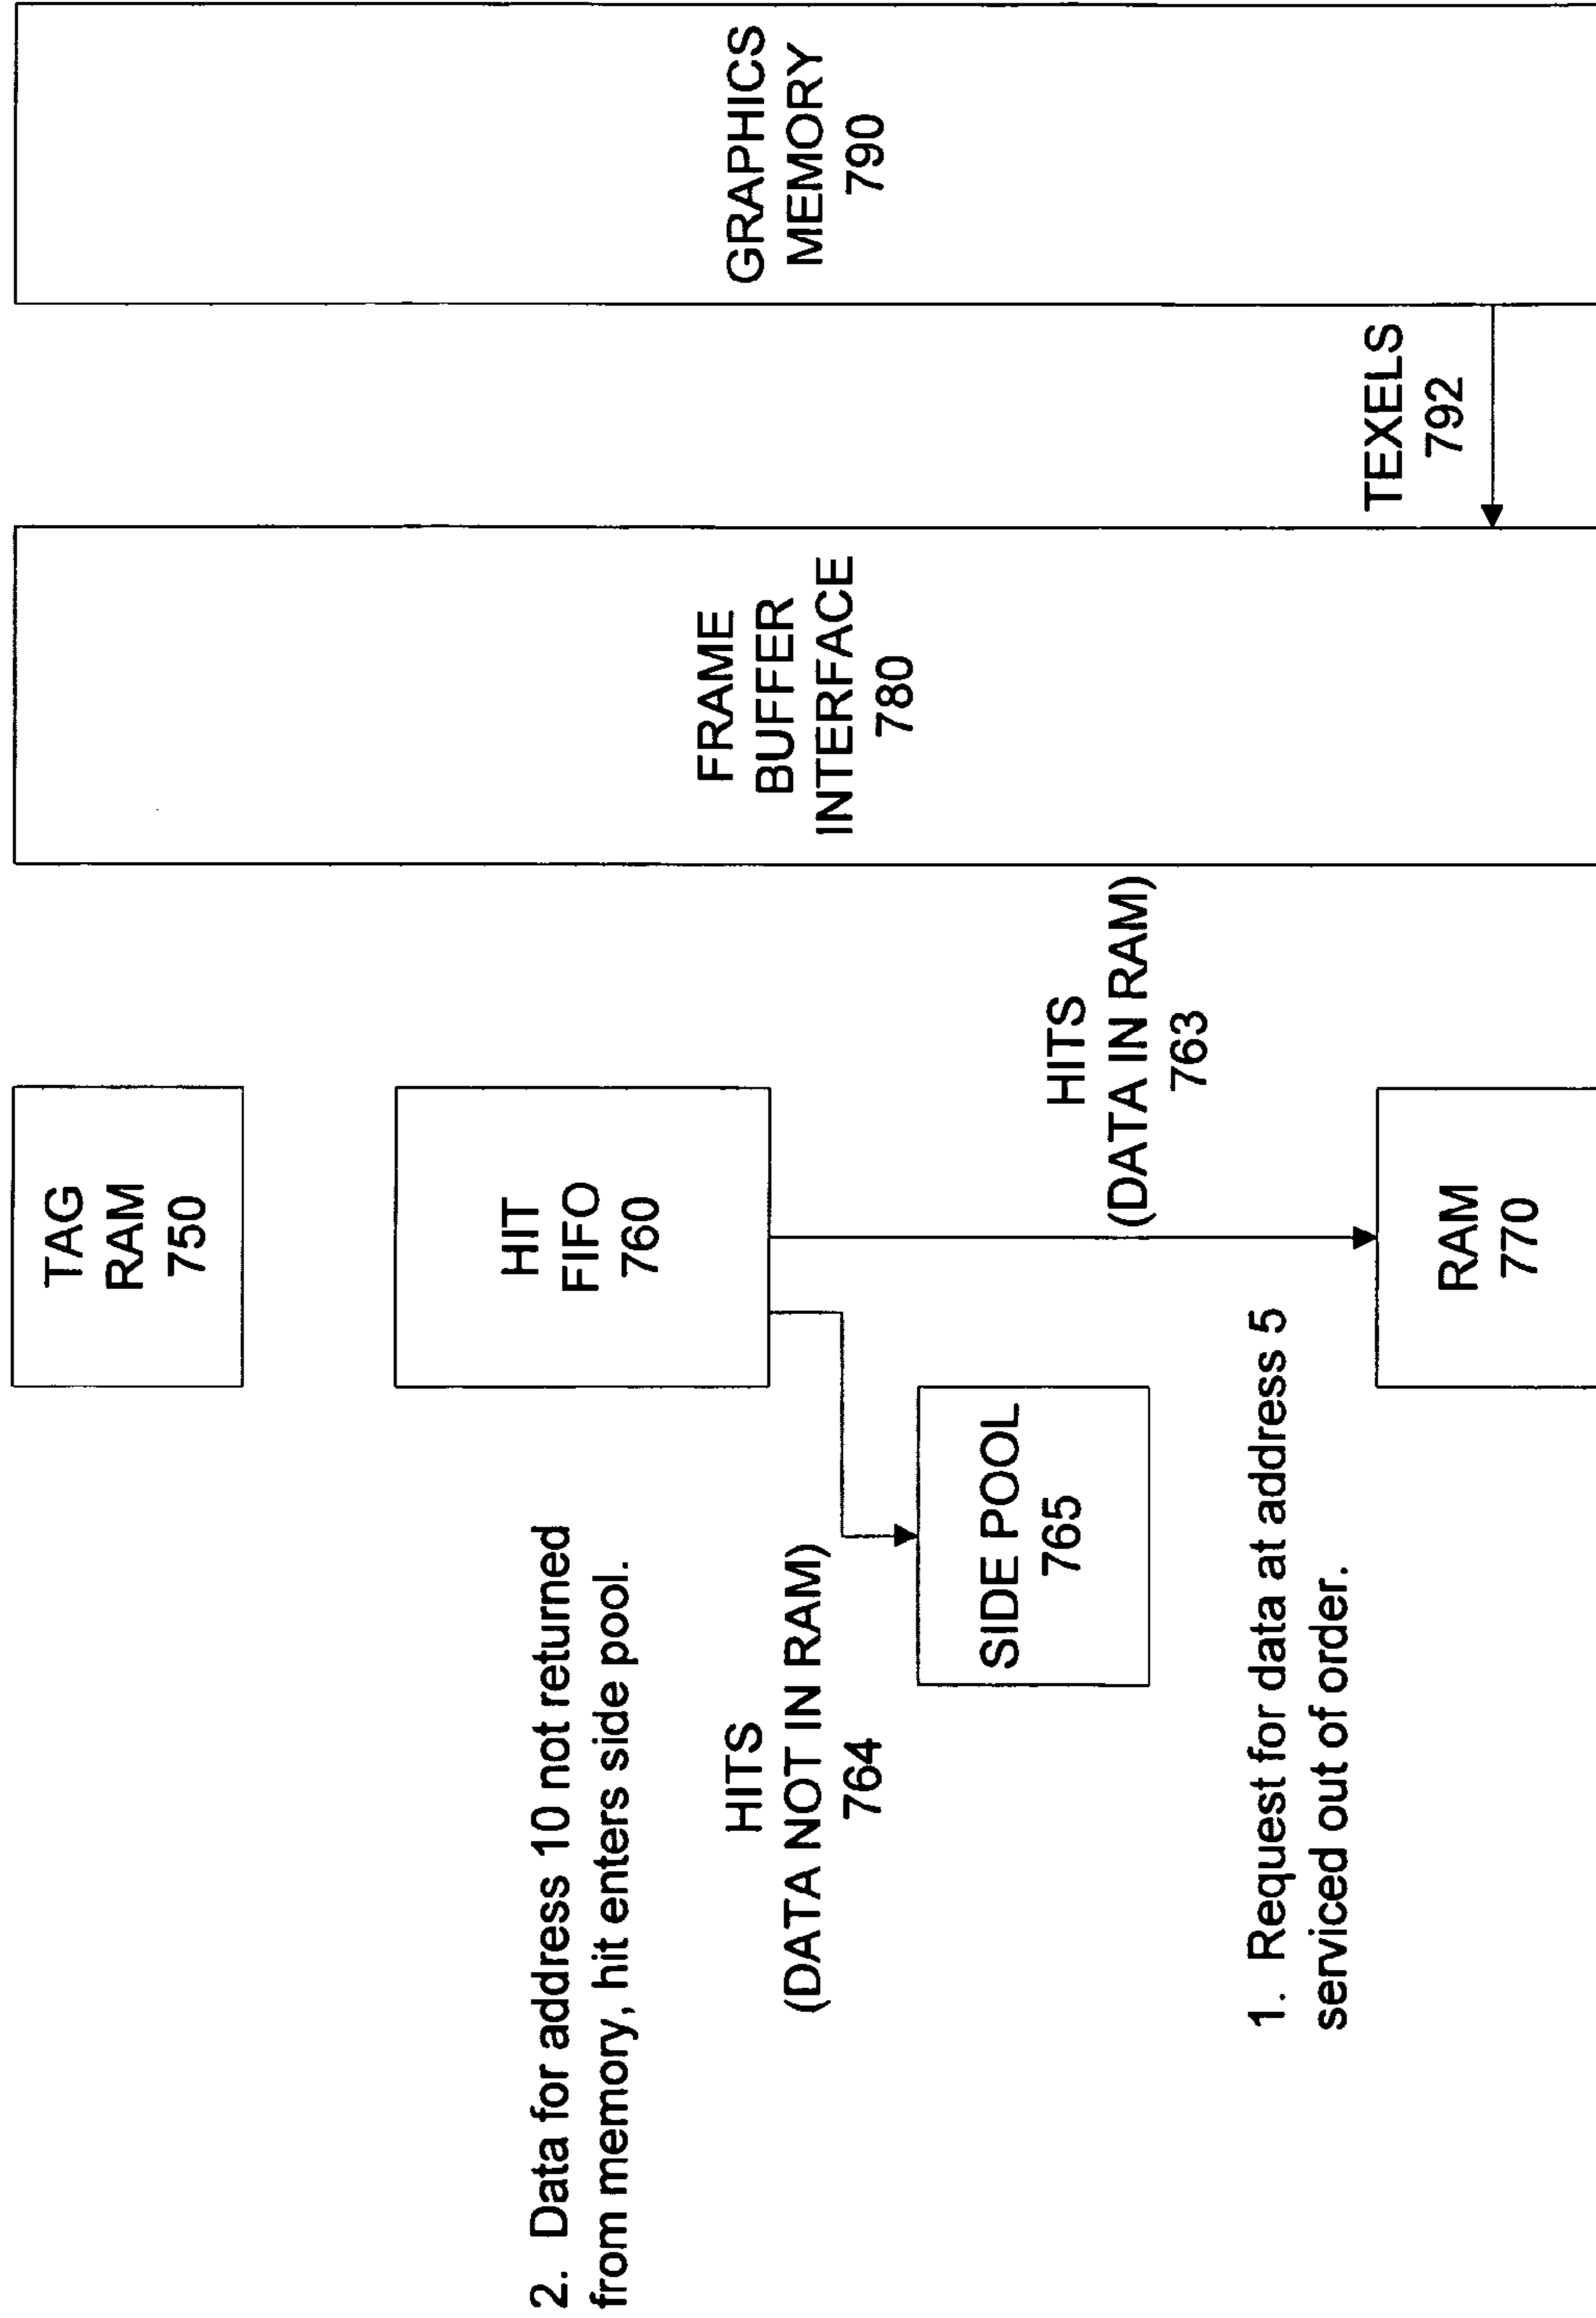 TAG
RAM
750
HIT
FIFO
760
2. Data for address 10 not returned
from memory, hit enters side pool.
HITS
(DATA NOT IN RAM)
764
SIDE POOL
765
HITS
(DATA IN RAM)
763
1. Request for data at address 5
serviced out of order.
RAM
770
FRAME
BUFFER
INTERFACE
780
TEXELS
792
GRAPHICS
MEMORY
790